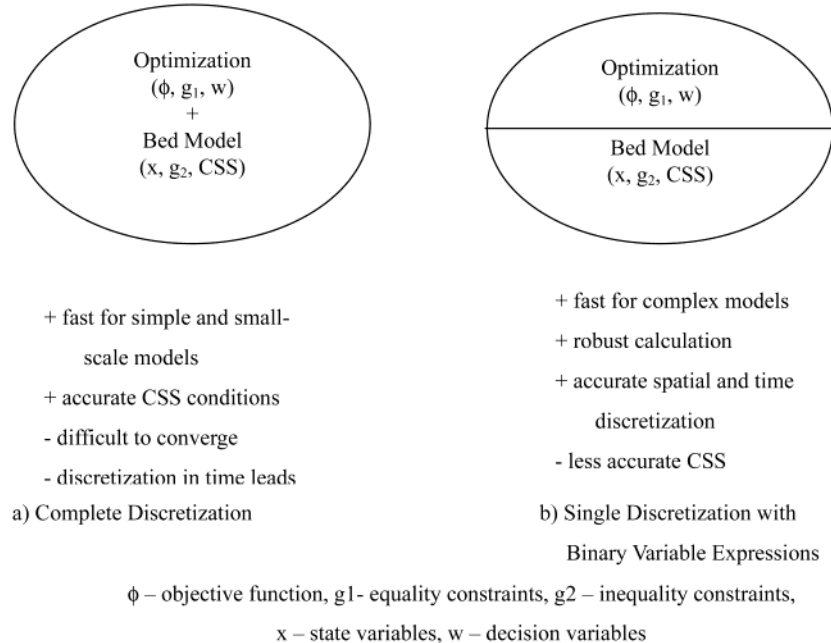 Optimization
(ϕ, g₁, w)
+
Bed Model
(x, g₂, CSS)
+ fast for simple and small-
scale models
+ accurate CSS conditions
- difficult to converge
- discretization in time leads
a) Complete Discretization
Optimization
(ϕ, g₁, w)
Bed Model
(x, g₂, CSS)
+ fast for complex models
+ robust calculation
+ accurate spatial and time
discretization
- less accurate CSS
b) Single Discretization with
Binary Variable Expressions
ϕ – objective function, g1- equality constraints, g2 – inequality constraints,
x – state variables, w – decision variables